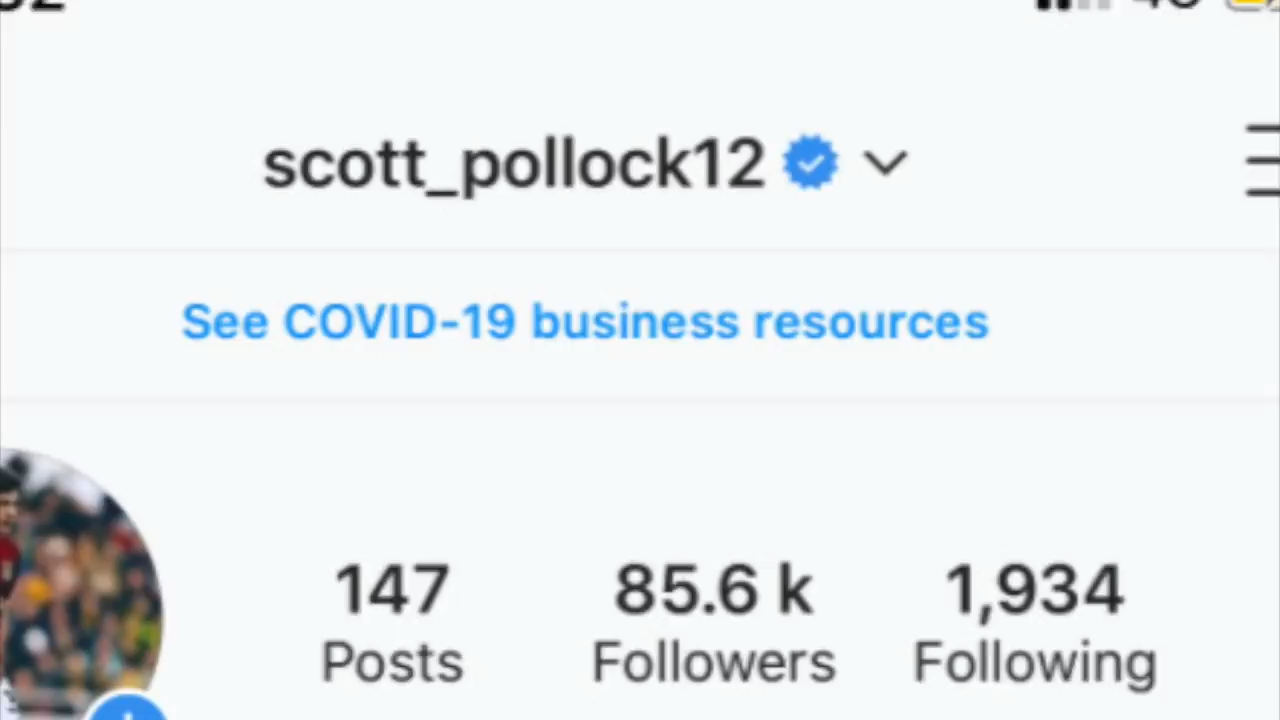 scott_pollock12
See COVID-19 business resources
147 85.6 k 1,934
Posts Followers Following